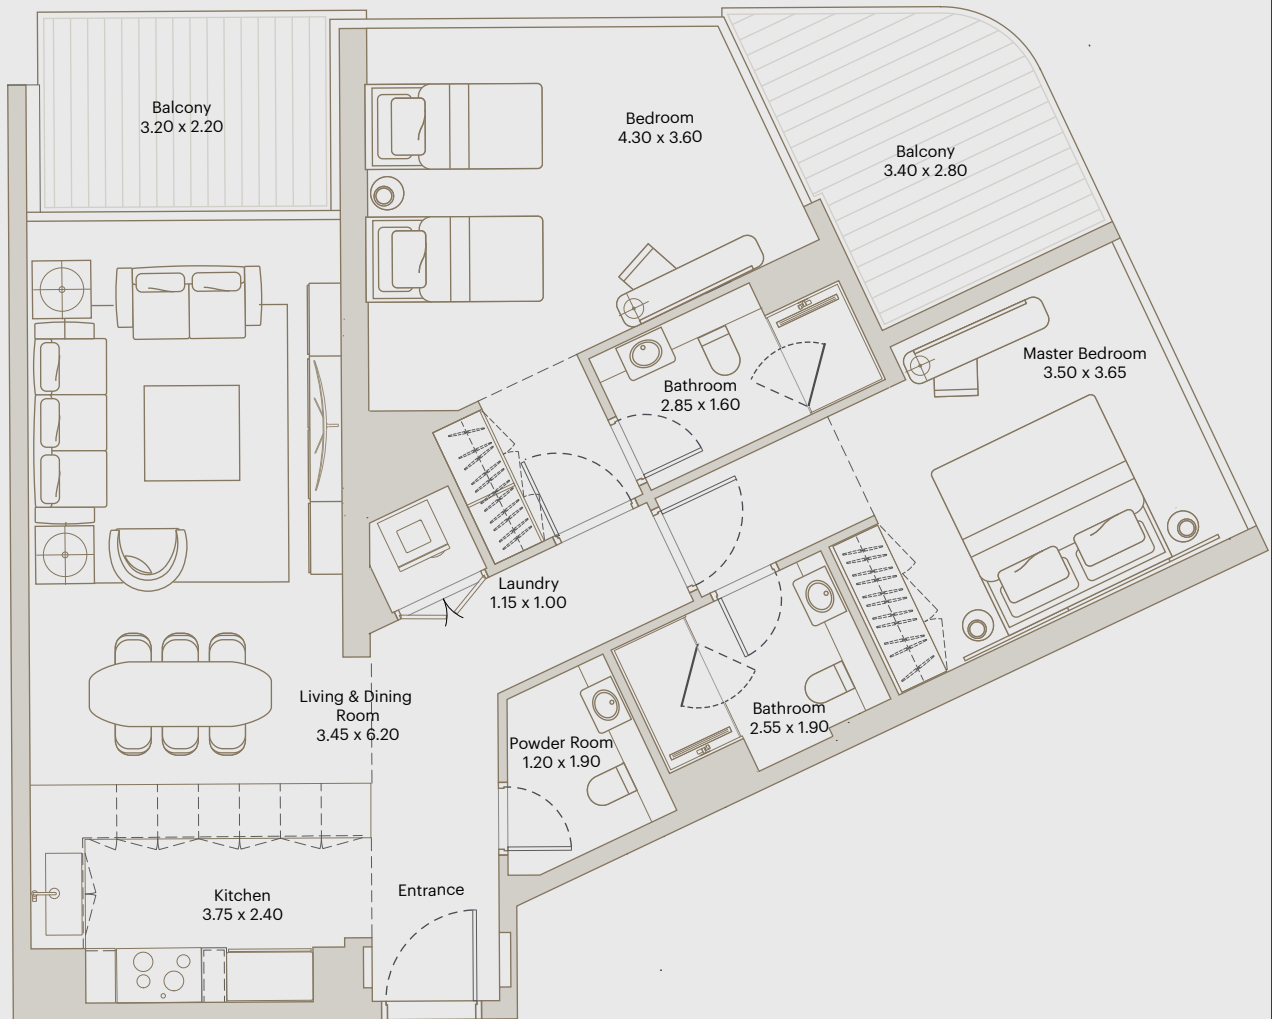 Balcony
3.20 x 2.20
Bedroom
4.30 x 3.60
Balcony
3.40 x 2.80
Master Bedroom
3.50 x 3.65
Bathroom
2.85 x 1.60
Laundry
1.15 x 1.00
Living & Dining
Room
3.45 x 6.20
Bathroom
2.55 x 1.90
Powder Room
1.20 x 1.90
Kitchen
3.75 x 2.40
Entrance